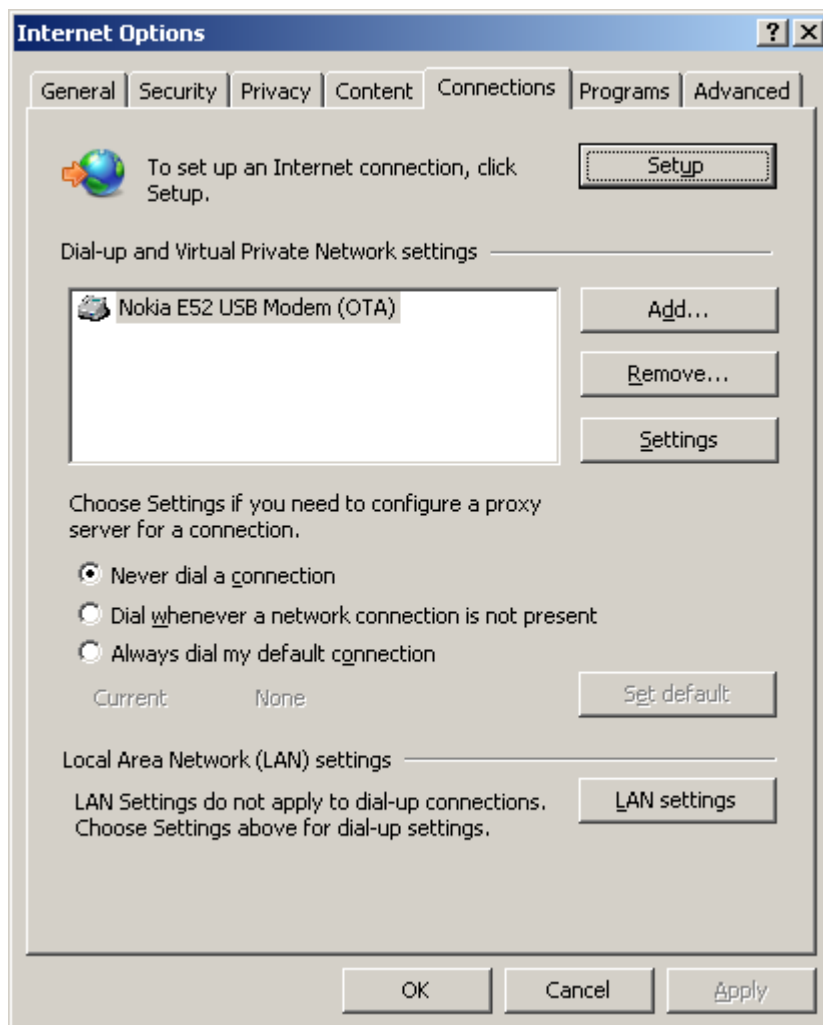 Internet Options
General Security Privacy Content Connections Programs Advanced
To set up an Internet connection, click
Setup.
Setup
Dial-up and Virtual Private Network settings
Nokia E52 USB Modem (OTA)
Add...
Remove...
Settings
Choose Settings if you need to configure a proxy
server for a connection.
Never dial a connection
Dial whenever a network connection is not present
Always dial my default connection
Current None
Set default
Local Area Network (LAN) settings
LAN Settings do not apply to dial-up connections.
Choose Settings above for dial-up settings.
LAN settings
OK Cancel Apply